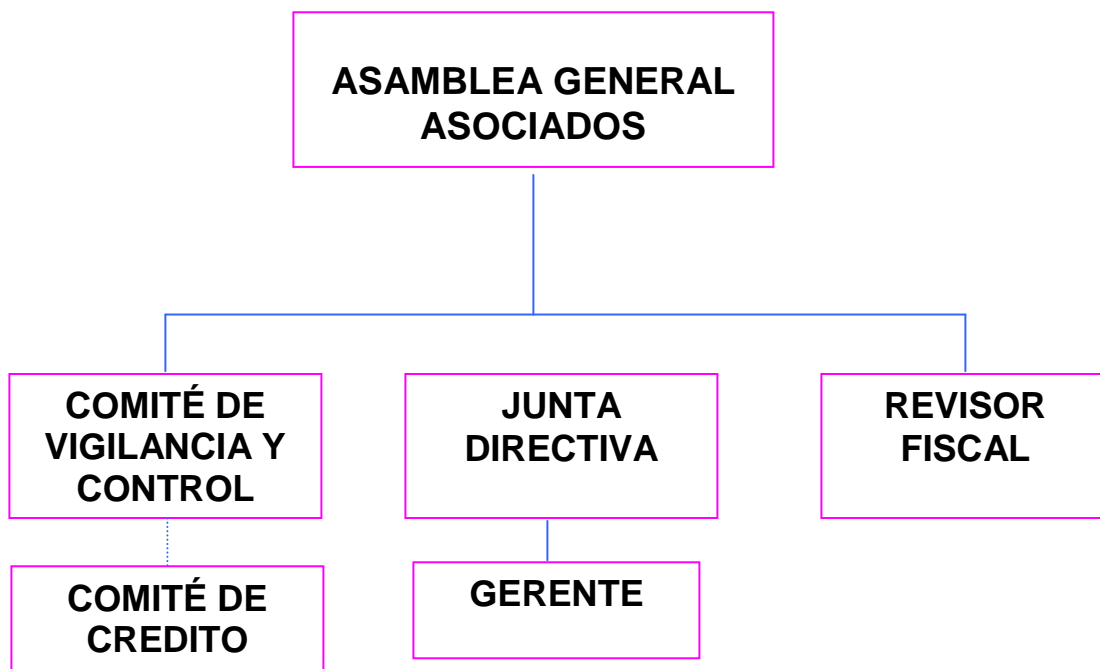 ASAMBLEA GENERAL
ASOCIADOS
COMITÉ DE
VIGILANCIA Y
CONTROL
JUNTA
DIRECTIVA
REVISOR
FISCAL
COMITÉ DE
CREDITO
GERENTE